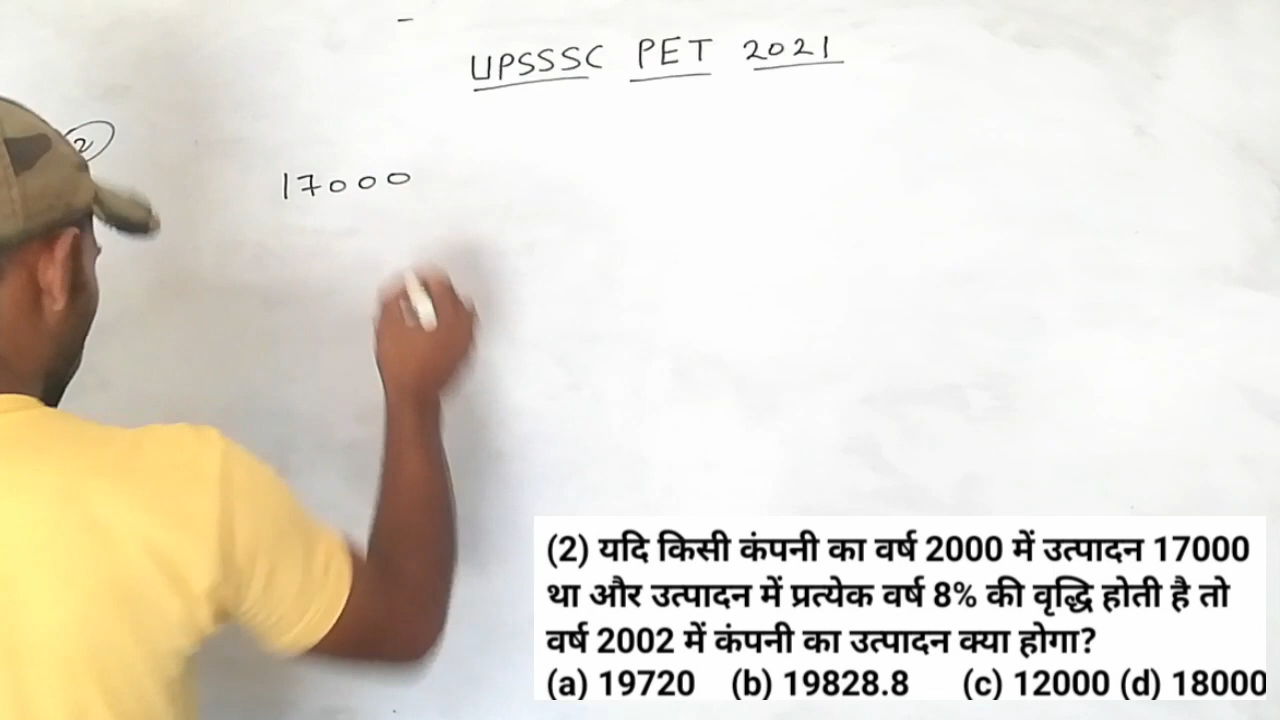 UPSSSC PET 2021
2
17000
(2) यदि किसी कंपनी का वर्ष 2000 में उत्पादन 17000
था और उत्पादन में प्रत्येक वर्ष 8% की वृद्धि होती है तो
वर्ष 2002 में कंपनी का उत्पादन क्या होगा?
(a) 19720 (b) 19828.8 (c) 12000 (d) 18000